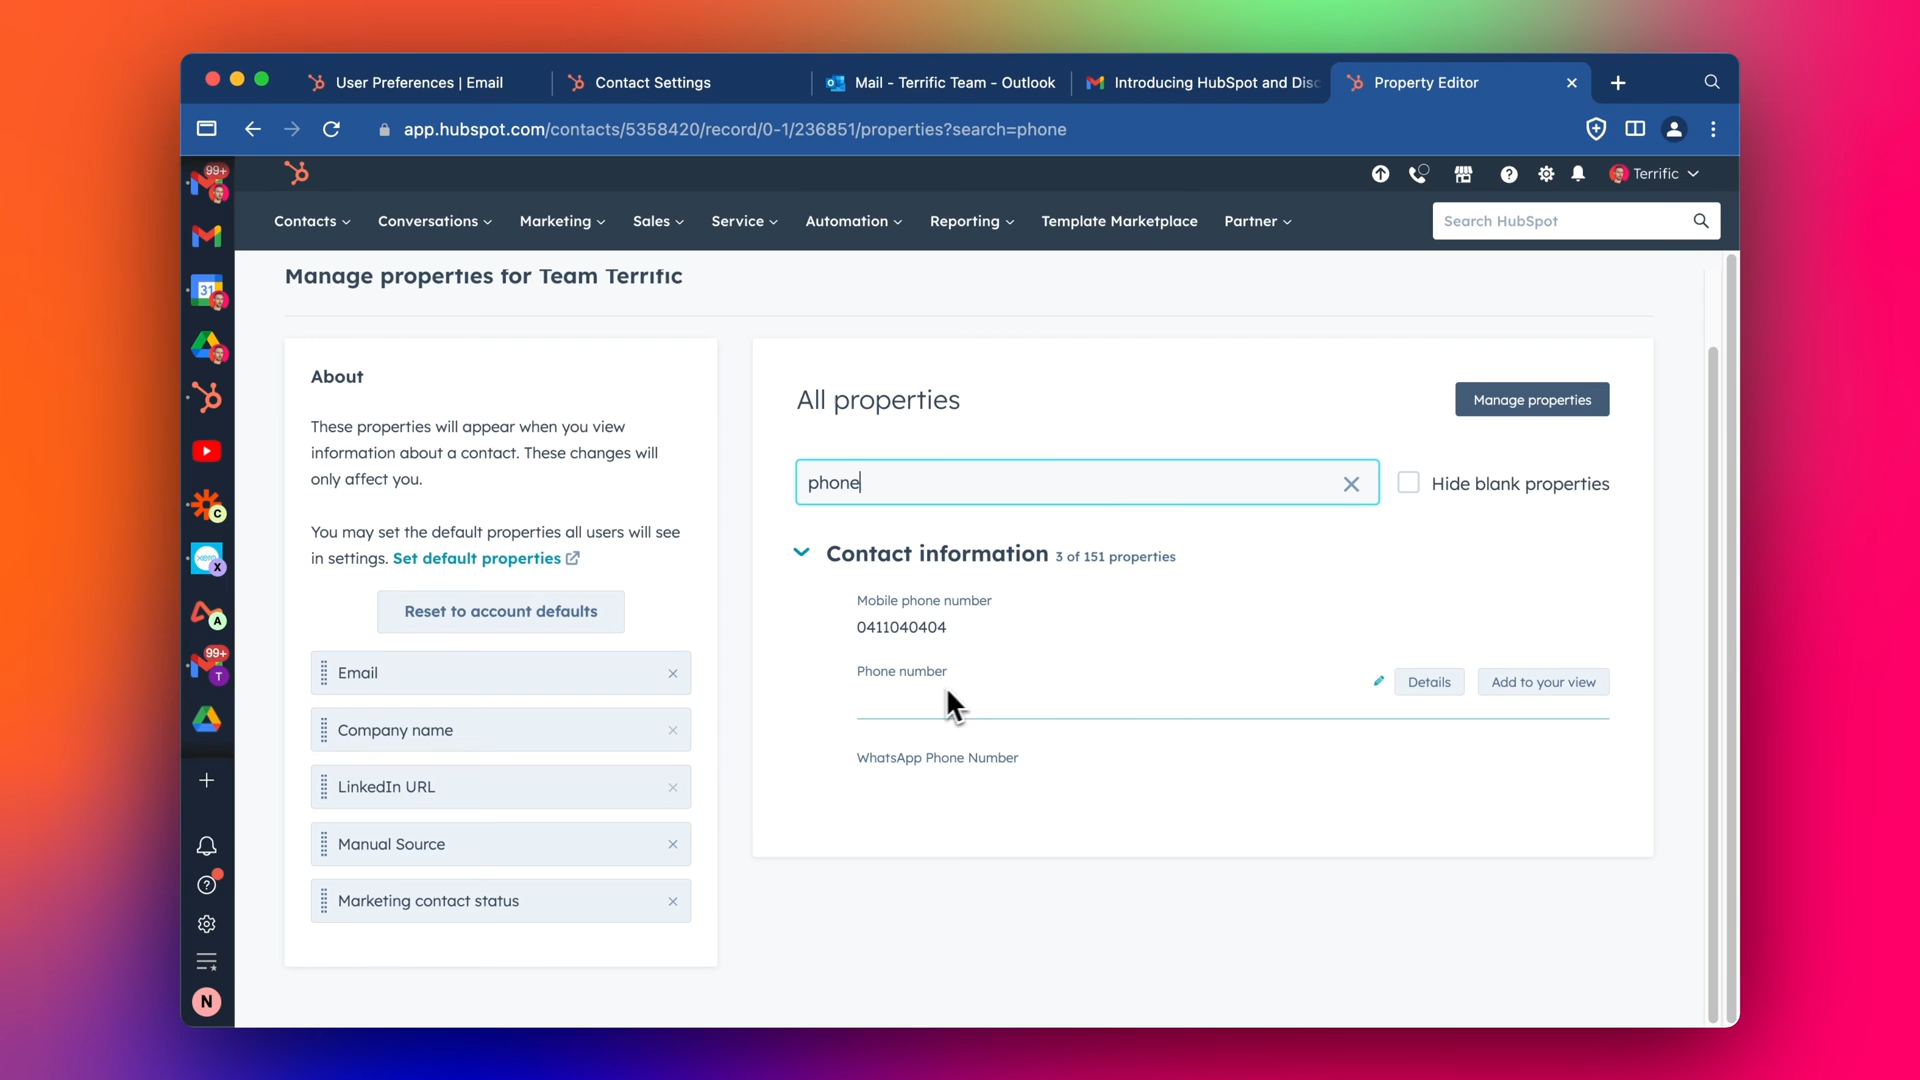 User Preferences | Email
Contact Settings
Mail - Terrific Team - Outlook
Introducing HubSpot and Disc
Property Editor
app.hubspot.com/contacts/5358420/record/0-1/236851/properties?search=phone
99+
Terrific
Contacts
Conversations
Marketing
Sales
Service
Automation
Reporting
Template Marketplace
Partner
Search HubSpot
31
C
xero
X
A
99+
T
N
Manage properties for Team Terrific
About
These properties will appear when you view
information about a contact. These changes will
only affect you.
You may set the default properties all users will see
in settings. Set default properties
Reset to account defaults
Email
Company name
LinkedIn URL
Manual Source
Marketing contact status
All properties
Manage properties
phone
Hide blank properties
Contact information 3 of 151 properties
Mobile phone number
0411040404
Phone number
Details
Add to your view
WhatsApp Phone Number